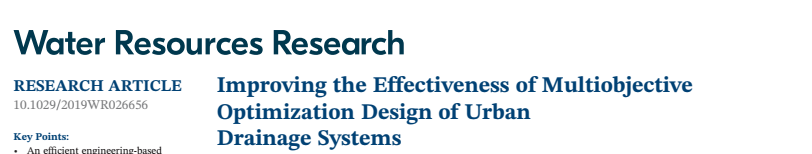 Water Resources Research
RESEARCH ARTICLE
10.1029/2019WR026656
Key Points:
• An efficient engineering-based
Improving the Effectiveness of Multiobjective
Optimization Design of Urban
Drainage Systems